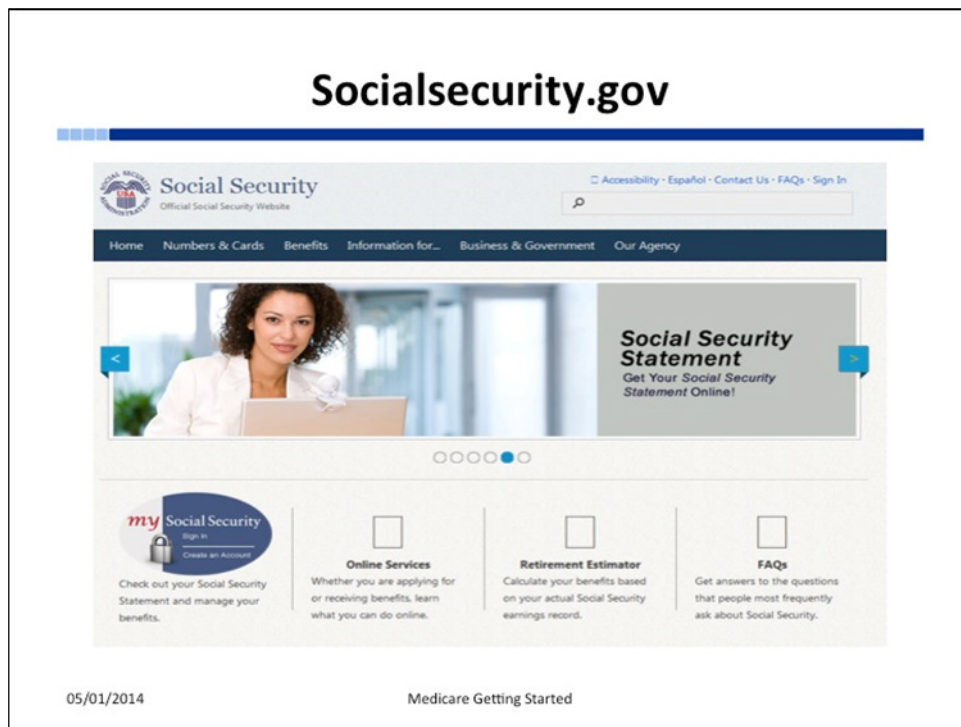 Socialsecurity.gov
Social Security
Official Social Security Website
Accessibility · Español · Contact Us · FAQs · Sign In
Home Numbers & Cards Benefits Information for... Business & Government Our Agency
<
Social Security
Statement
Get Your Social Security
Statement Online!
>
my Social Security
Sign In
Create an Account
Check out your Social Security
Statement and manage your
benefits.
Online Services
Whether you are applying for
or receiving benefits, learn
what you can do online.
Retirement Estimator
Calculate your benefits based
on your actual Social Security
earnings record.
FAQs
Get answers to the questions
that people most frequently
ask about Social Security.
05/01/2014 Medicare Getting Started